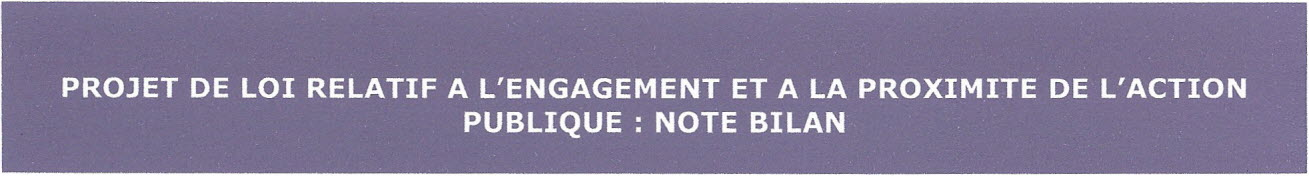 PROJET DE LOI RELATIF A L’ENGAGEMENT ET A LA PROXIMITE DE L’ACTION
PUBLIQUE : NOTE BILAN